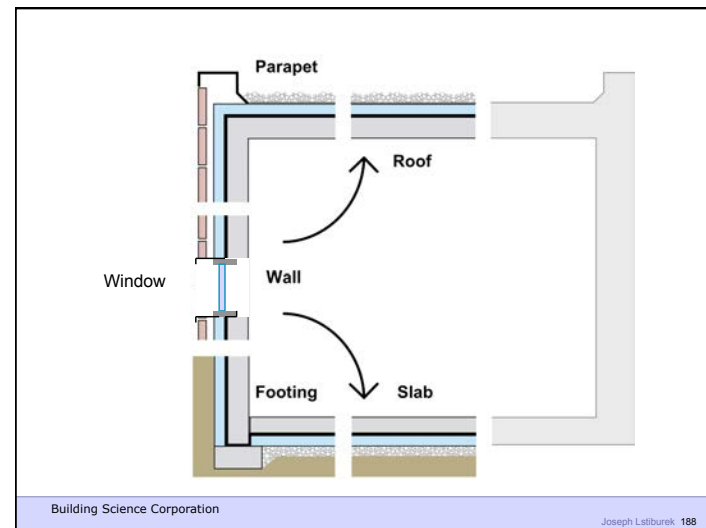 Parapet
Roof
Window
Wall
Footing
Slab
Building Science Corporation
Joseph Lstiburek 188